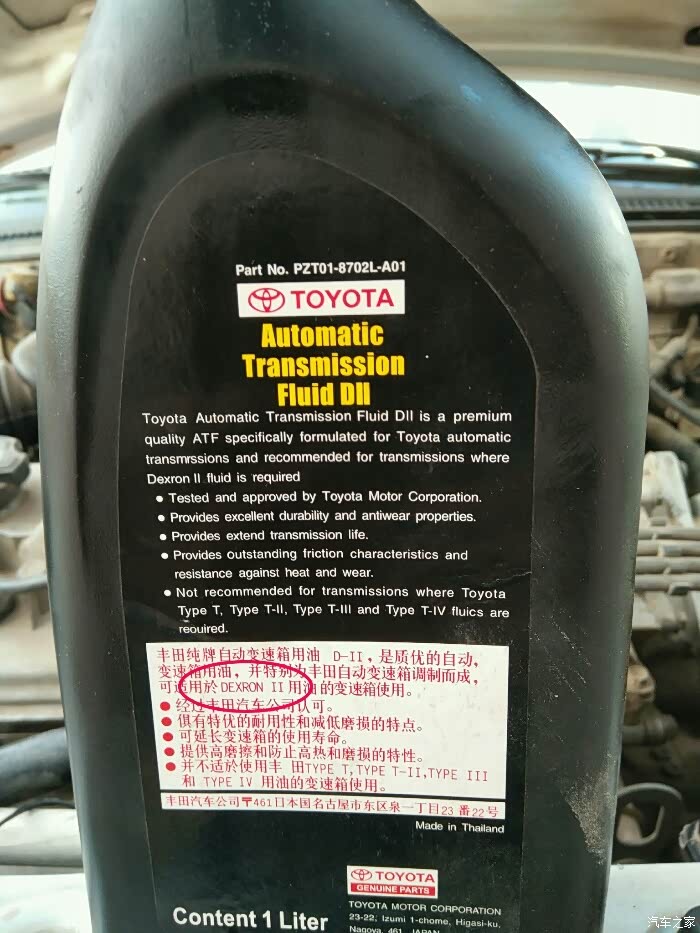 Part No. PZT01-8702L-A01
TOYOTA
Automatic
Transmission
Fluid DII
Toyota Automatic Transmission Fluid DII is a premium
quality ATF specifically formulated for Toyota automatic
transmrssions and recommended for transmissions where
Dexron II fluid is required
● Tested and approved by Toyota Motor Corporation.
● Provides excellent durability and antiwear properties.
● Provides extend transmission life.
● Provides outstanding friction characteristics and
resistance against heat and wear.
● Not recommended for transmissions where Toyota
Type T, Type T-II, Type T-III and Type T-IV fluics are
required.
丰田纯牌自动变速箱用油 D-II，是质优的自动，
变速箱用油，并特别为丰田自动变速箱调制而成，
可适用於 DEXRON II 用油的变速箱使用。
● 经过丰田汽车公司认可。
● 俱有特优的耐用性和减低磨损的特点。
● 可延长变速箱的使用寿命。
● 提供高磨擦和防止高热和磨损的特性。
● 并不适於使用丰 田TYPE T,TYPE T-II,TYPE III
和 TYPE IV 用油的变速箱使用。
丰田汽车公司〒461日本国名古屋市东区泉一丁目23 番22号
Made in Thailand
TOYOTA
GENUINE PARTS
TOYOTA MOTOR CORPORATION
23-22, Izumi 1-chome, Higasi-ku,
Nagoya, 461, JAPAN
Content 1 Liter
汽车之家